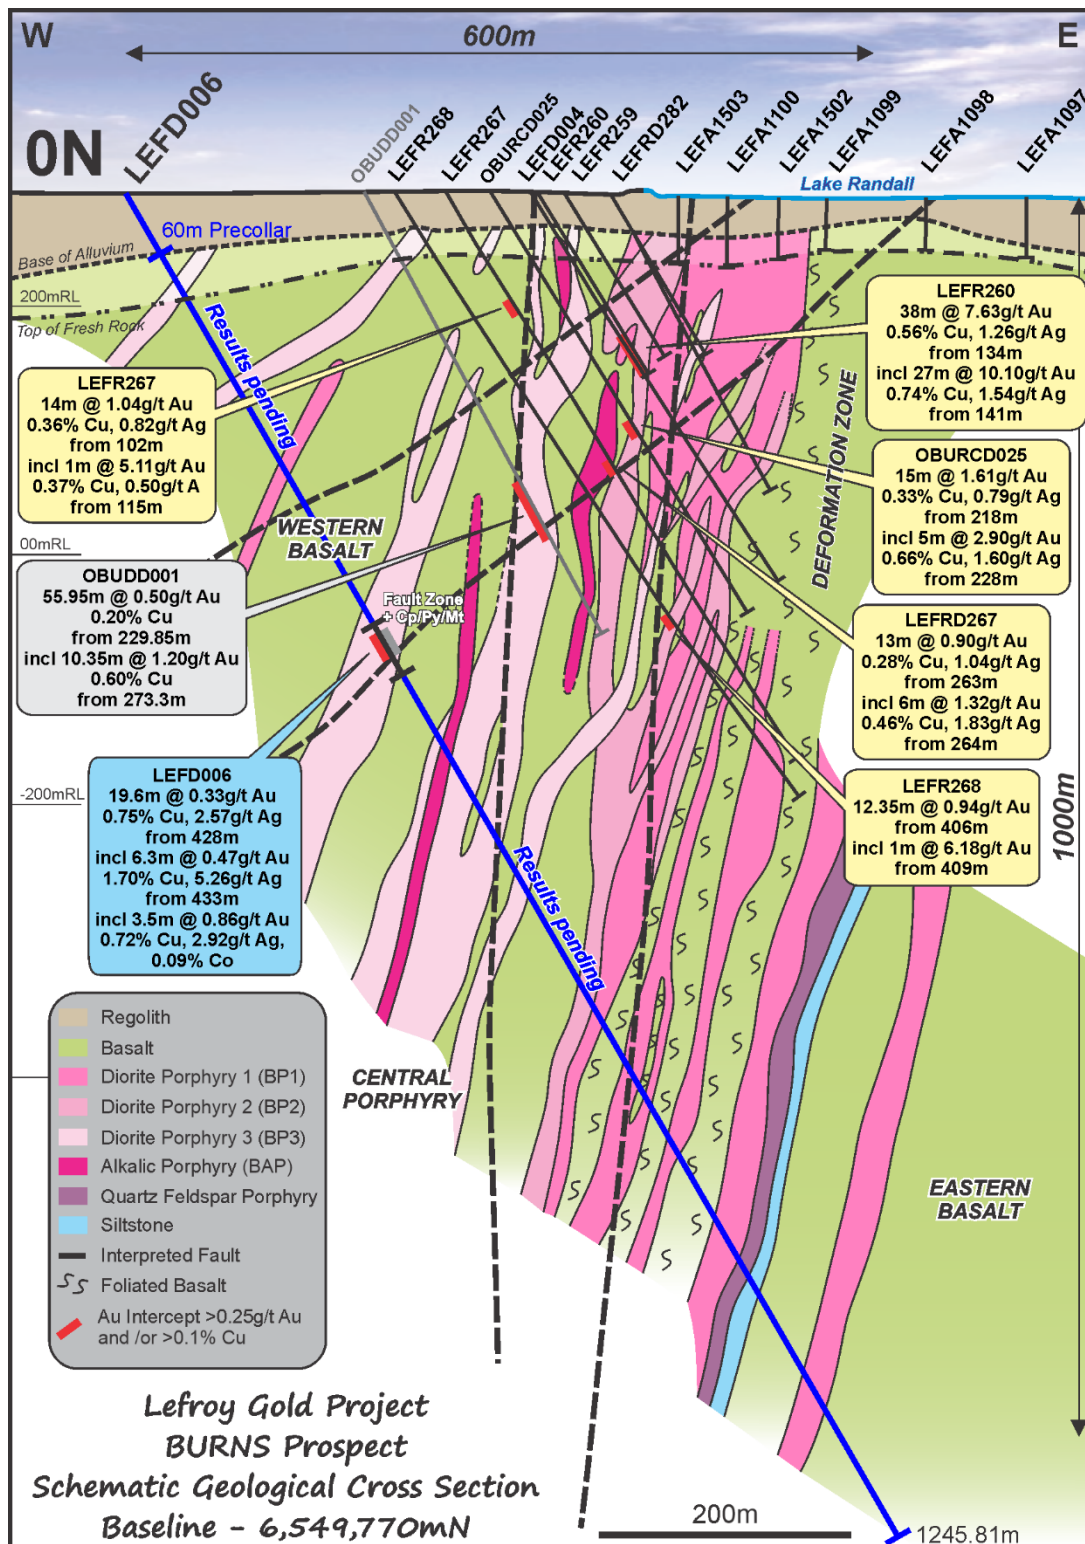 W
600m
E
0N
LEFD006
OBUDD001
LEFR268
LEFR267
OBURCD025
LEFD004
LEFR260
LEFR259
LEFRD282
LEFA1503
LEFA1100
LEFA1502
LEFA1099
LEFA1098
LEFA1097
Lake Randall
60m Precollar
Base of Alluvium
200mRL
Top of Fresh Rock
Results pending
LEFR267
14m @ 1.04g/t Au
0.36% Cu, 0.82g/t Ag
from 102m
incl 1m @ 5.11g/t Au
0.37% Cu, 0.50g/t A
from 115m
LEFR260
38m @ 7.63g/t Au
0.56% Cu, 1.26g/t Ag
from 134m
incl 27m @ 10.10g/t Au
0.74% Cu, 1.54g/t Ag
from 141m
OBURCD025
15m @ 1.61g/t Au
0.33% Cu, 0.79g/t Ag
from 218m
incl 5m @ 2.90g/t Au
0.66% Cu, 1.60g/t Ag
from 228m
DEFORMATION ZONE
WESTERN
BASALT
00mRL
OBUDD001
55.95m @ 0.50g/t Au
0.20% Cu
from 229.85m
incl 10.35m @ 1.20g/t Au
0.60% Cu
from 273.3m
Fault Zone
+ Cp/Py/Mt
LEFRD267
13m @ 0.90g/t Au
0.28% Cu, 1.04g/t Ag
from 263m
incl 6m @ 1.32g/t Au
0.46% Cu, 1.83g/t Ag
from 264m
LEFR268
12.35m @ 0.94g/t Au
from 406m
incl 1m @ 6.18g/t Au
from 409m
1000m
-200mRL
LEFD006
19.6m @ 0.33g/t Au
0.75% Cu, 2.57g/t Ag
from 428m
incl 6.3m @ 0.47g/t Au
1.70% Cu, 5.26g/t Ag
from 433m
incl 3.5m @ 0.86g/t Au
0.72% Cu, 2.92g/t Ag,
0.09% Co
Results pending
Regolith
Basalt
Diorite Porphyry 1 (BP1)
Diorite Porphyry 2 (BP2)
Diorite Porphyry 3 (BP3)
Alkalic Porphyry (BAP)
Quartz Feldspar Porphyry
Siltstone
Interpreted Fault
Foliated Basalt
Au Intercept >0.25g/t Au
and /or >0.1% Cu
CENTRAL
PORPHYRY
EASTERN
BASALT
Lefroy Gold Project
BURNS Prospect
Schematic Geological Cross Section
Baseline - 6,549,770mN
200m
1245.81m